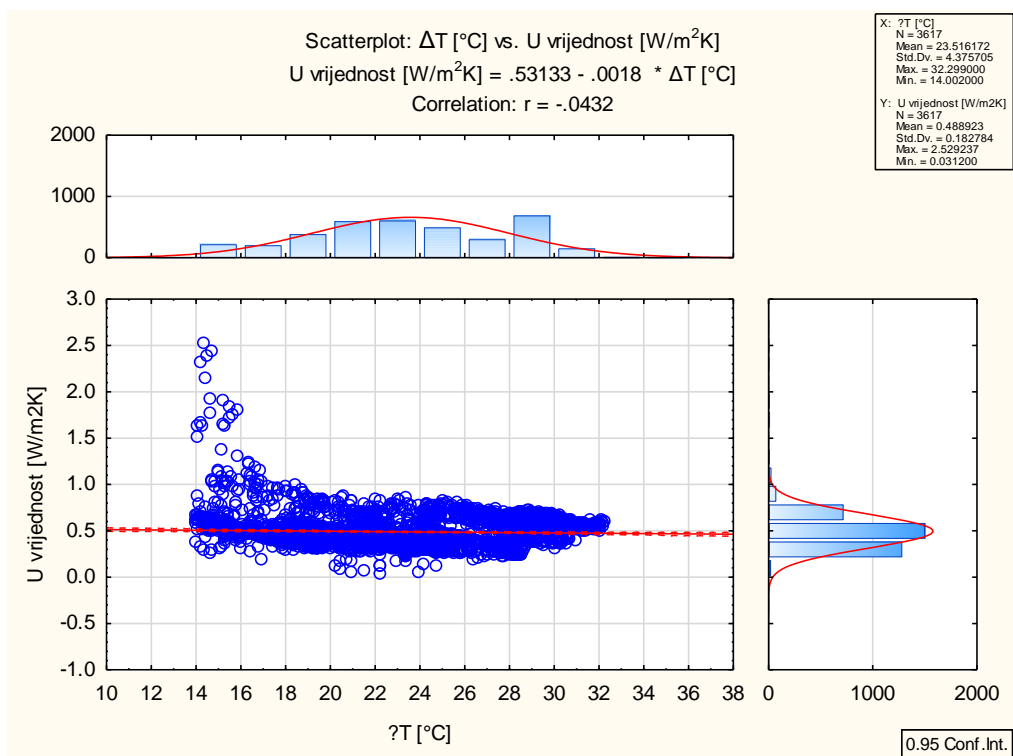 Scatterplot: ΔT [°C] vs. U vrijednost [W/m²K]
U vrijednost [W/m²K] = .53133 - .0018 * ΔT [°C]
Correlation: r = -.0432
X: ?T [°C]
N = 3617
Mean = 23.516172
Std.Dv. = 4.375705
Max. = 32.299000
Min. = 14.002000
Y: U vrijednost [W/m2K]
N = 3617
Mean = 0.488923
Std.Dv. = 0.182784
Max. = 2.529237
Min. = 0.031200
2000
1000
0
3.0
2.5
2.0
1.5
1.0
0.5
0.0
-0.5
-1.0
U vrijednost [W/m2K]
10 12 14 16 18 20 22 24 26 28 30 32 34 36 38
?T [°C]
0 1000 2000
0.95 Conf.Int.